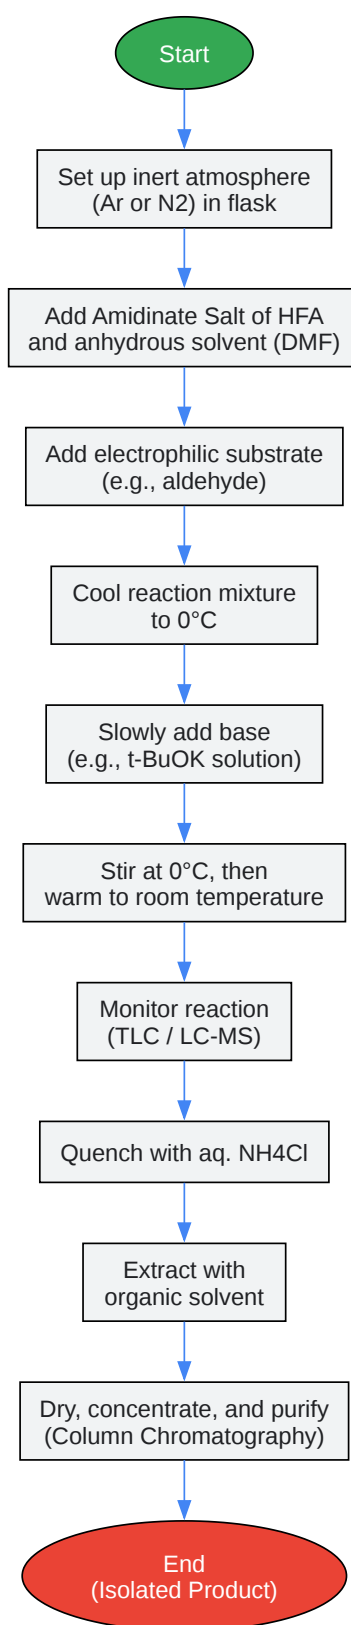 Start
Set up inert atmosphere
(Ar or N2) in flask
Add Amidinate Salt of HFA
and anhydrous solvent (DMF)
Add electrophilic substrate
(e.g., aldehyde)
Cool reaction mixture
to 0°C
Slowly add base
(e.g., t-BuOK solution)
Stir at 0°C, then
warm to room temperature
Monitor reaction
(TLC / LC-MS)
Quench with aq. NH4Cl
Extract with
organic solvent
Dry, concentrate, and purify
(Column Chromatography)
End
(Isolated Product)